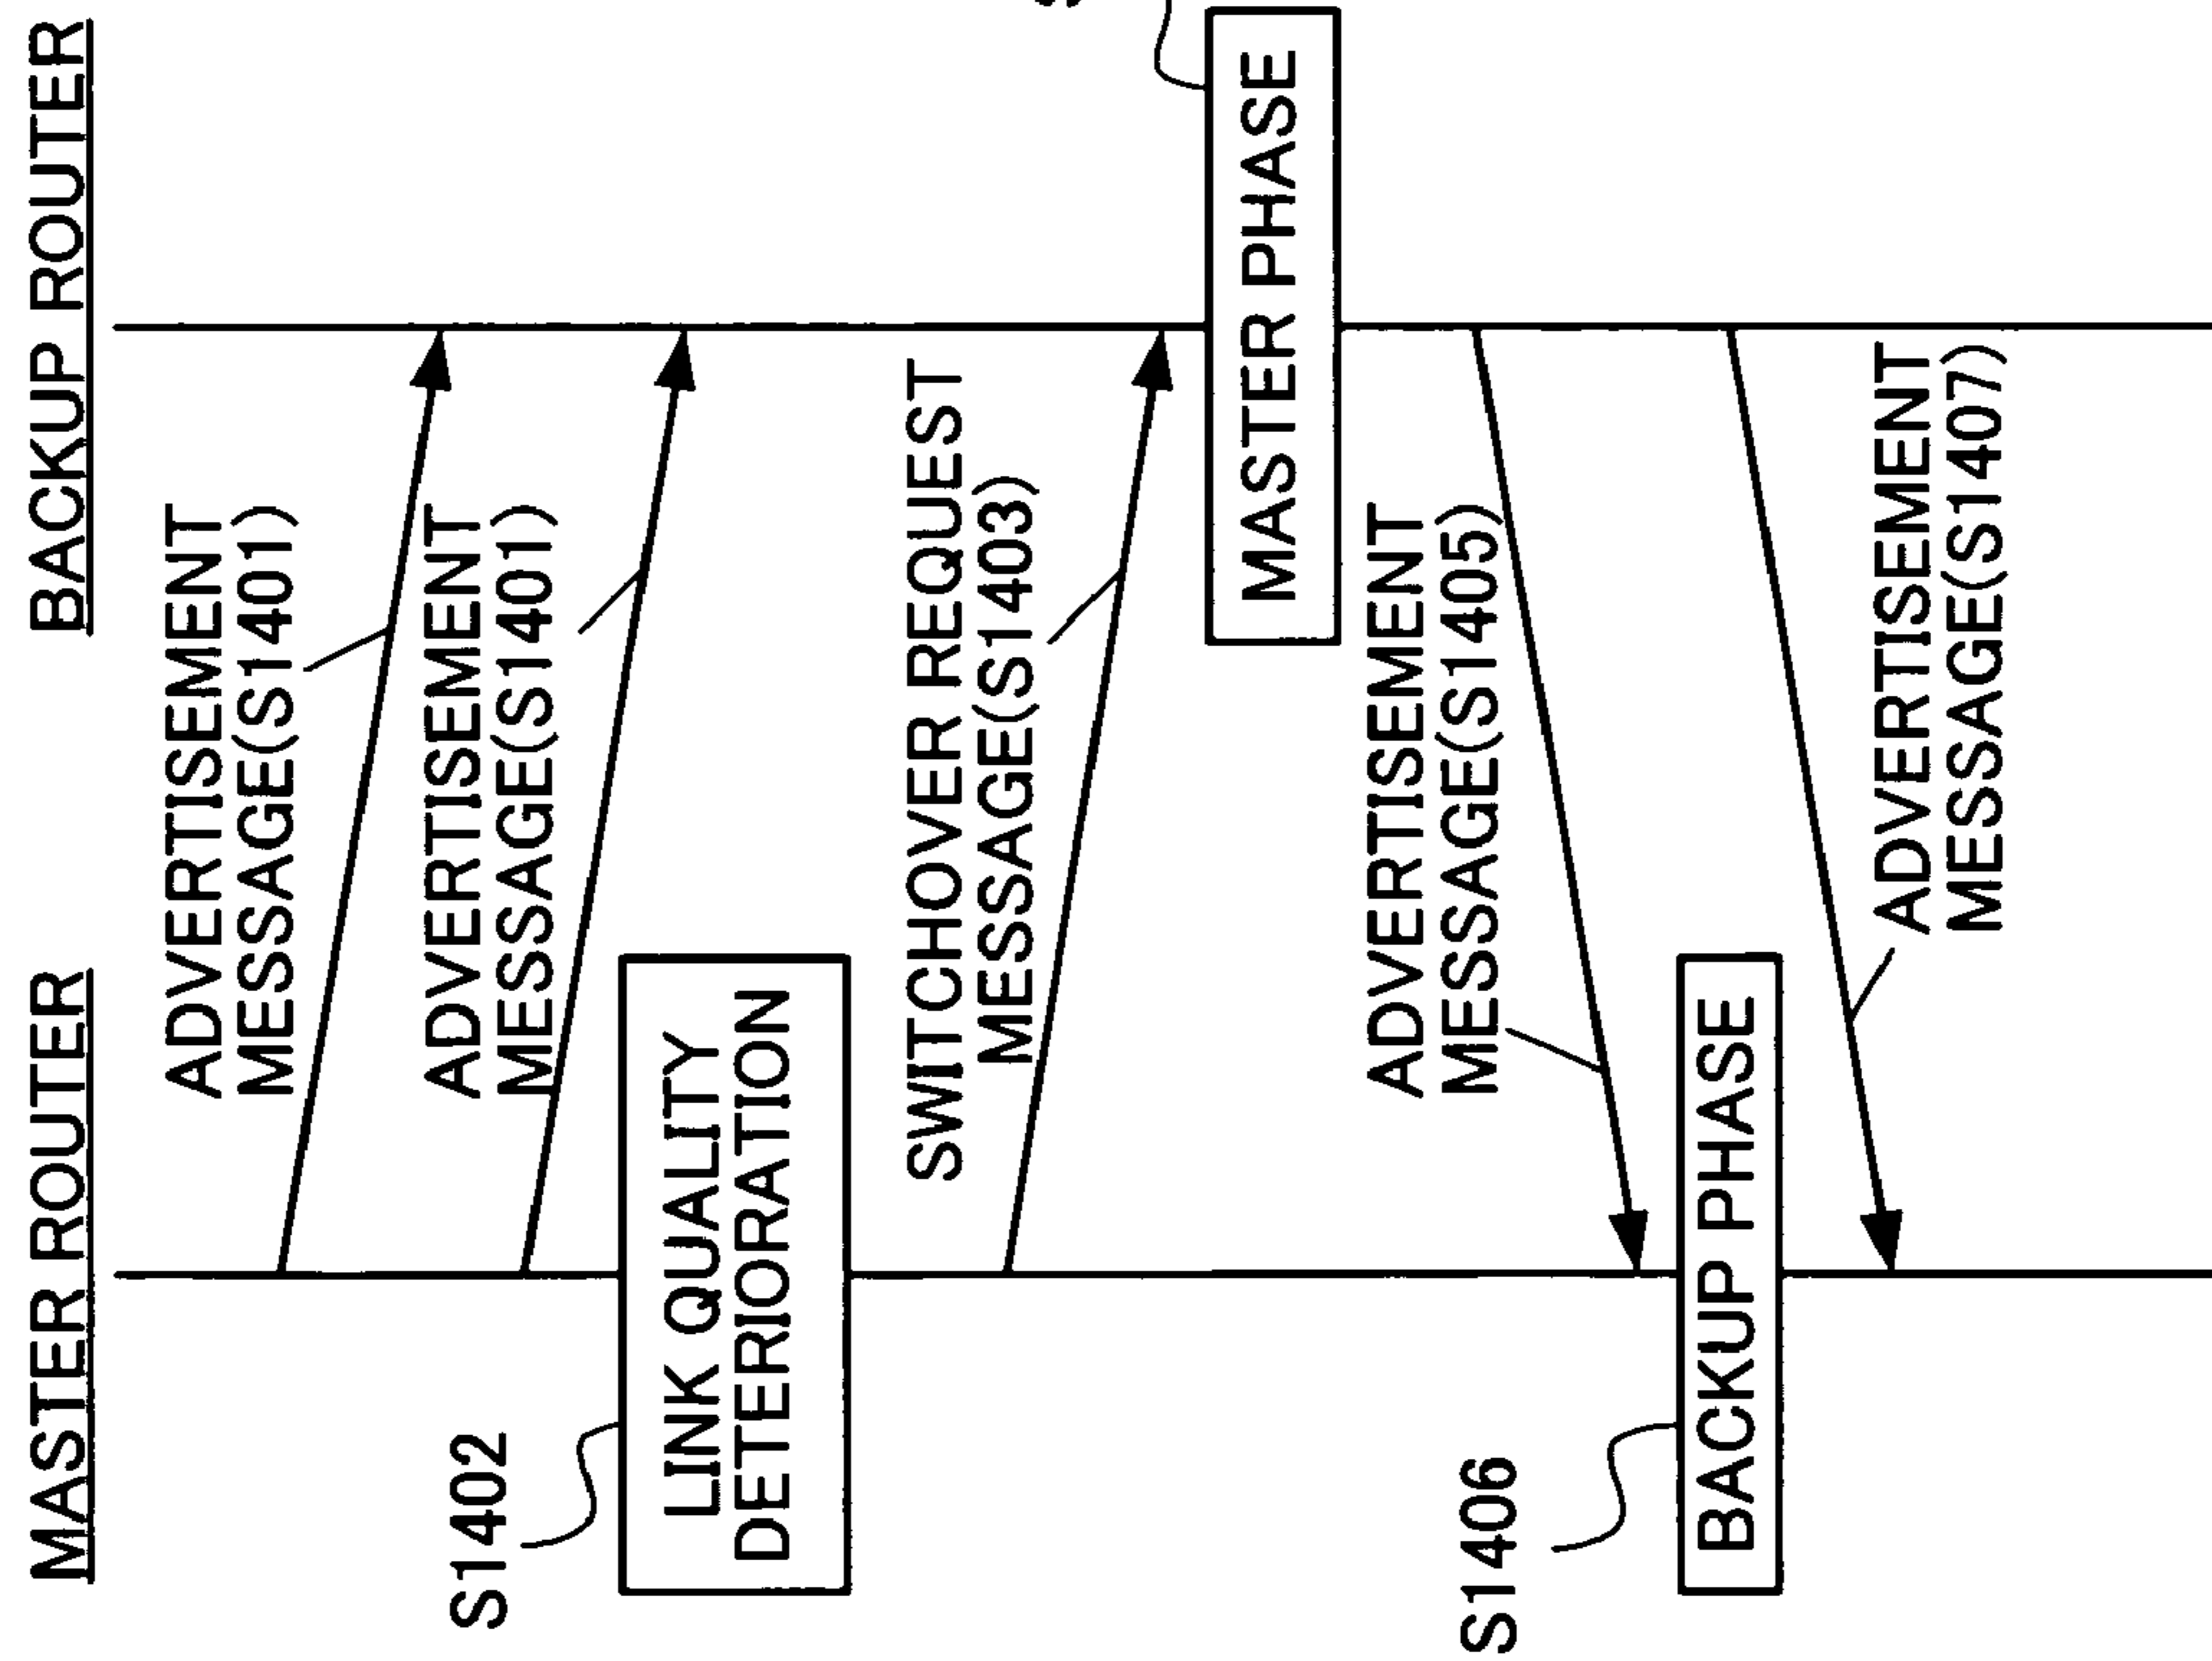 MASTER ROUTER
BACKUP ROUTER
ADVERTISEMENT
MESSAGE(S1401)
ADVERTISEMENT
MESSAGE(S1401)
S1402
LINK QUALITY
DETERIORATION
SWITCHOVER REQUEST
MESSAGE(S1403)
MASTER PHASE
ADVERTISEMENT
MESSAGE(S1405)
S1406
BACKUP PHASE
ADVERTISEMENT
MESSAGE(S1407)